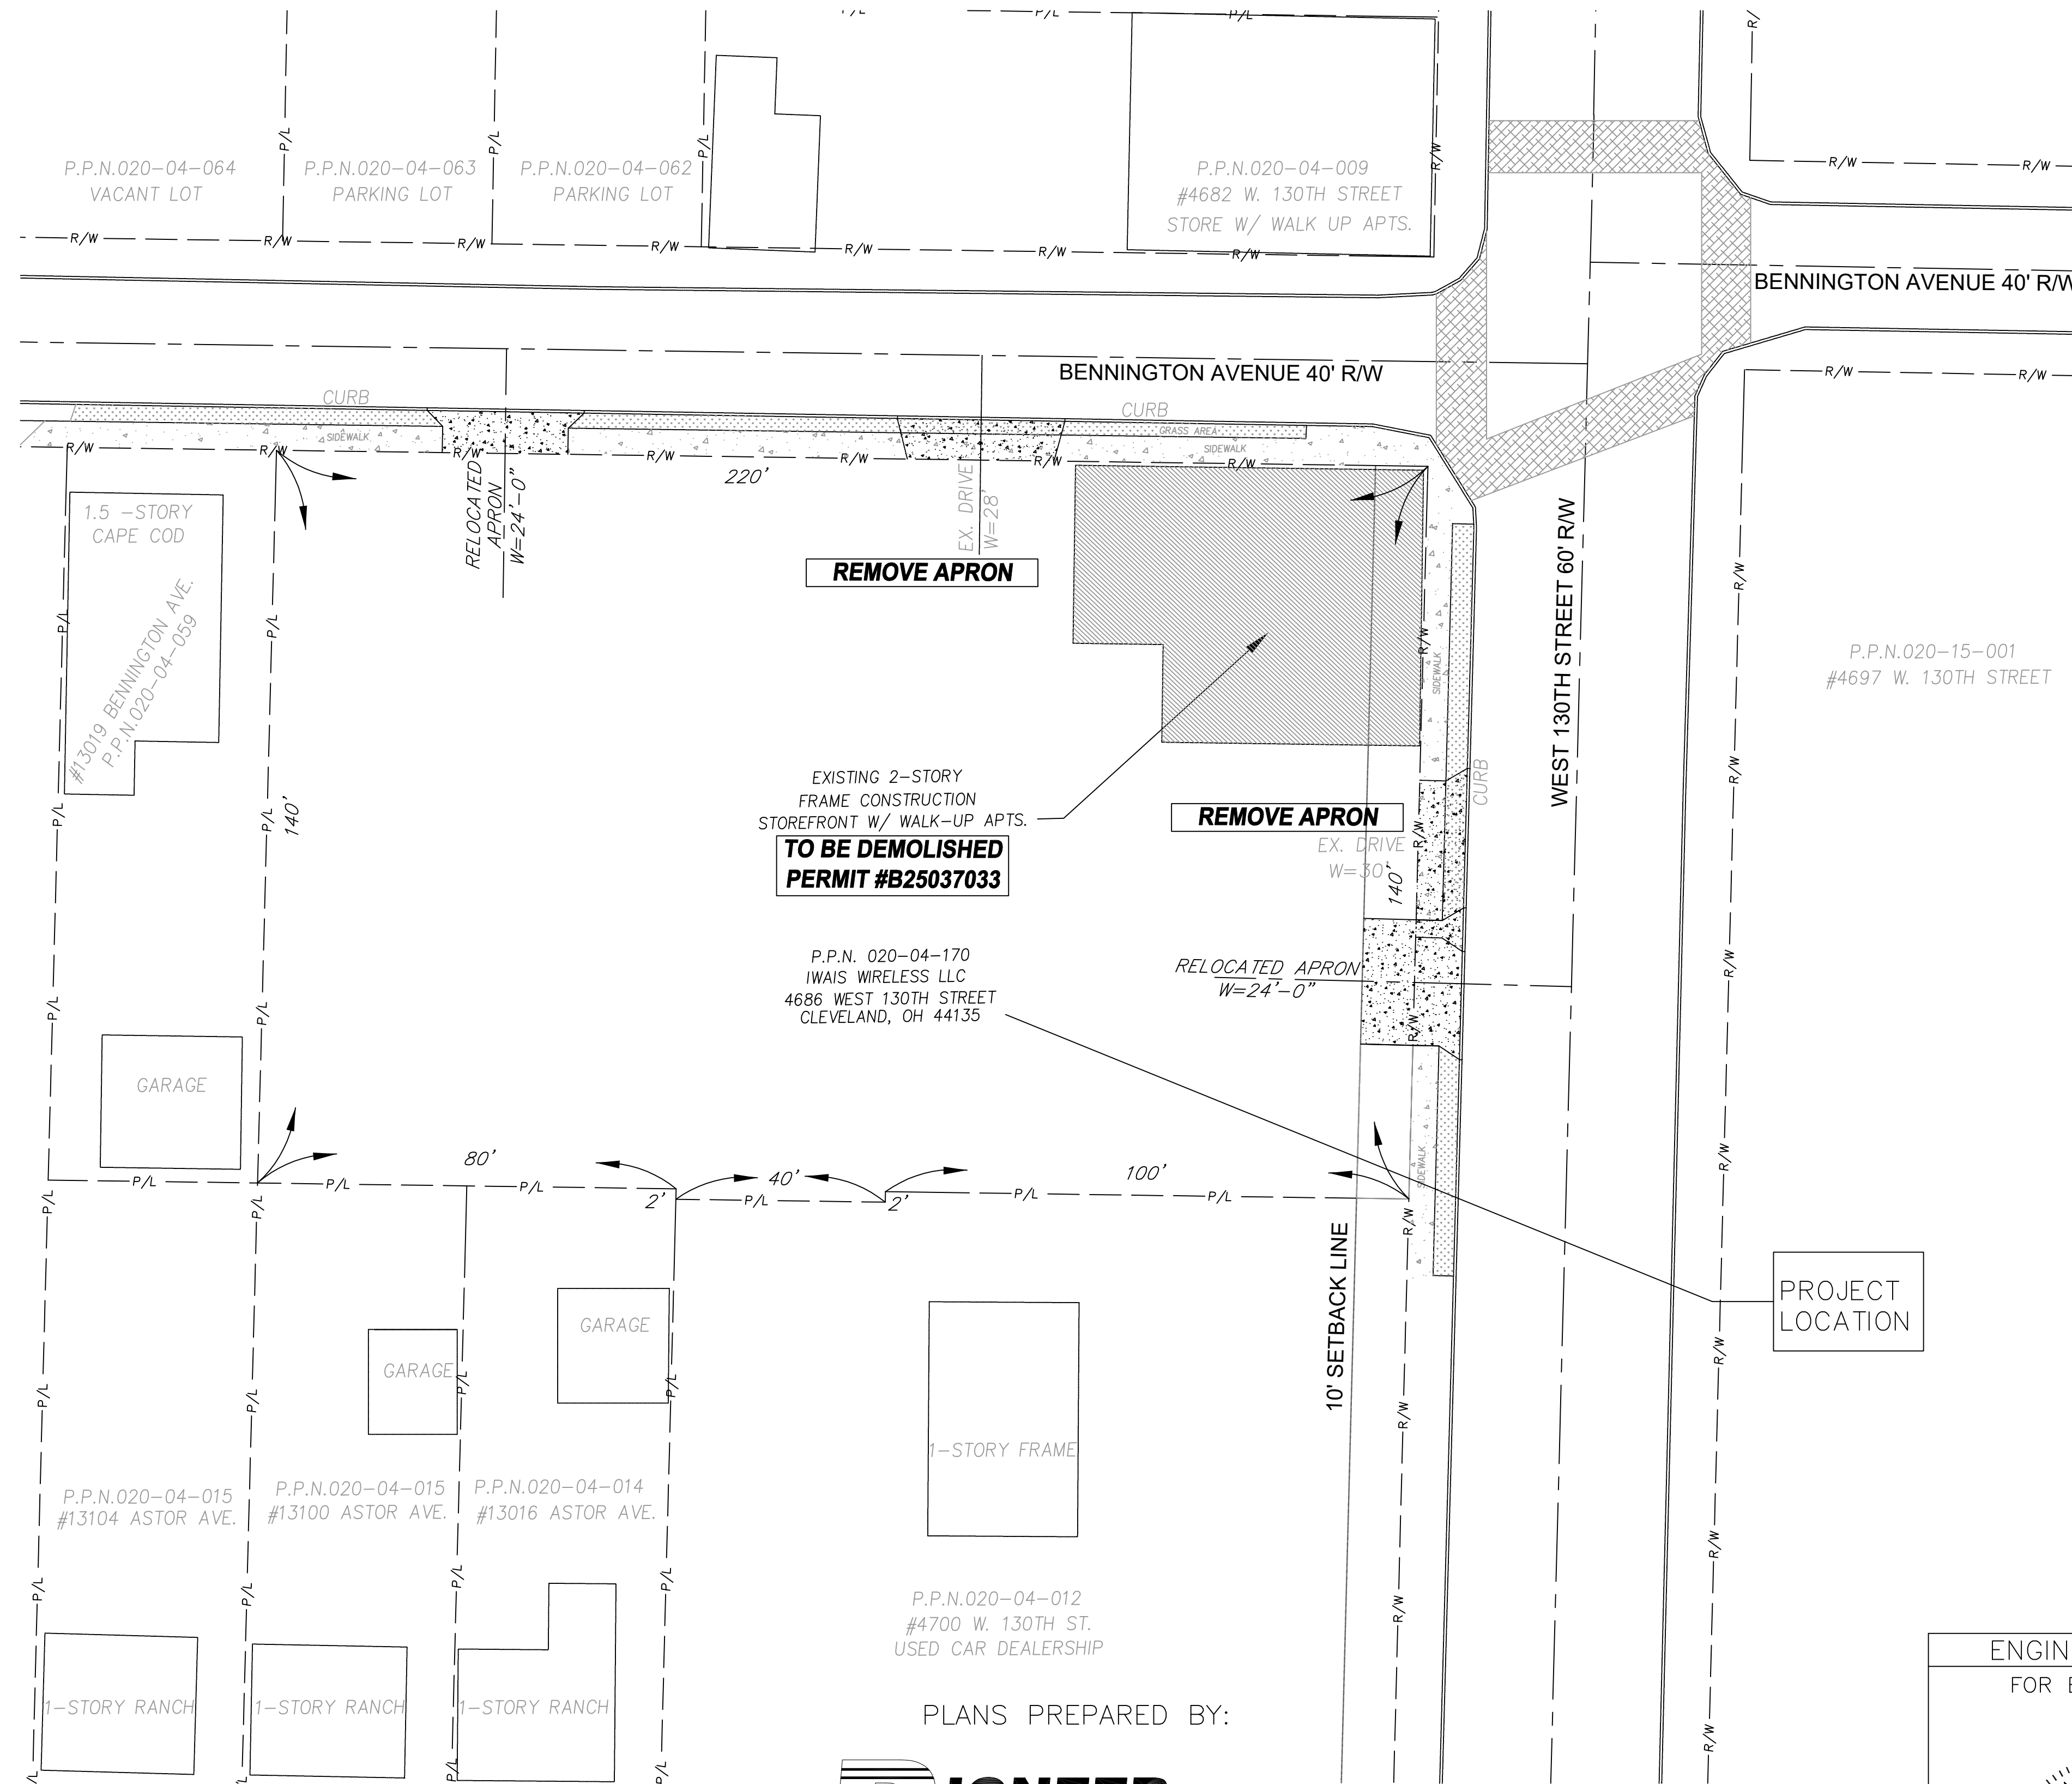 P/L
P/L
P/L
P/L
P/L
P/L
R/W
P.P.N.020-04-064
VACANT LOT
P.P.N.020-04-063
PARKING LOT
P.P.N.020-04-062
PARKING LOT
P.P.N.020-04-009
#4682 W. 130TH STREET
STORE W/ WALK UP APTS.
R/W
R/W
R/W
R/W
R/W
R/W
R/W
R/W
R/W
R/W
BENNINGTON AVENUE 40' R/W
BENNINGTON AVENUE 40' R/W
R/W
R/W
CURB
CURB
SIDEWALK
GRASS AREA
SIDEWALK
R/W
R/W
R/W
R/W
R/W
R/W
R/W
220'
RELOCATED
APRON
W=24'-0"
EX. DRIVE
W=28'
REMOVE APRON
1.5 -STORY
CAPE COD
#13019 BENNINGTON AVE.
P.P.N.020-04-059
P/L
P/L
P/L
P/L
140'
P/L
P/L
WEST 130TH STREET 60' R/W
R/W
R/W
SIDEWALK
CURB
P.P.N.020-15-001
#4697 W. 130TH STREET
EXISTING 2-STORY
FRAME CONSTRUCTION
STOREFRONT W/ WALK-UP APTS.
TO BE DEMOLISHED
PERMIT #B25037033
REMOVE APRON
EX. DRIVE
W=30'
140'
R/W
R/W
R/W
P.P.N. 020-04-170
IWAIS WIRELESS LLC
4686 WEST 130TH STREET
CLEVELAND, OH 44135
RELOCATED APRON
W=24'-0"
R/W
R/W
GARAGE
80'
40'
100'
2'
2'
P/L
P/L
P/L
P/L
P/L
P/L
SIDEWALK
R/W
R/W
10' SETBACK LINE
PROJECT
LOCATION
P/L
P/L
GARAGE
GARAGE
P/L
P/L
P/L
P/L
R/W
R/W
1-STORY FRAME
P.P.N.020-04-015
#13104 ASTOR AVE.
P.P.N.020-04-015
#13100 ASTOR AVE.
P.P.N.020-04-014
#13016 ASTOR AVE.
P/L
P/L
P/L
P/L
R/W
R/W
P.P.N.020-04-012
#4700 W. 130TH ST.
USED CAR DEALERSHIP
1-STORY RANCH
1-STORY RANCH
1-STORY RANCH
P/L
P/L
P/L
P/L
R/W
PLANS PREPARED BY:
ENGIN
FOR